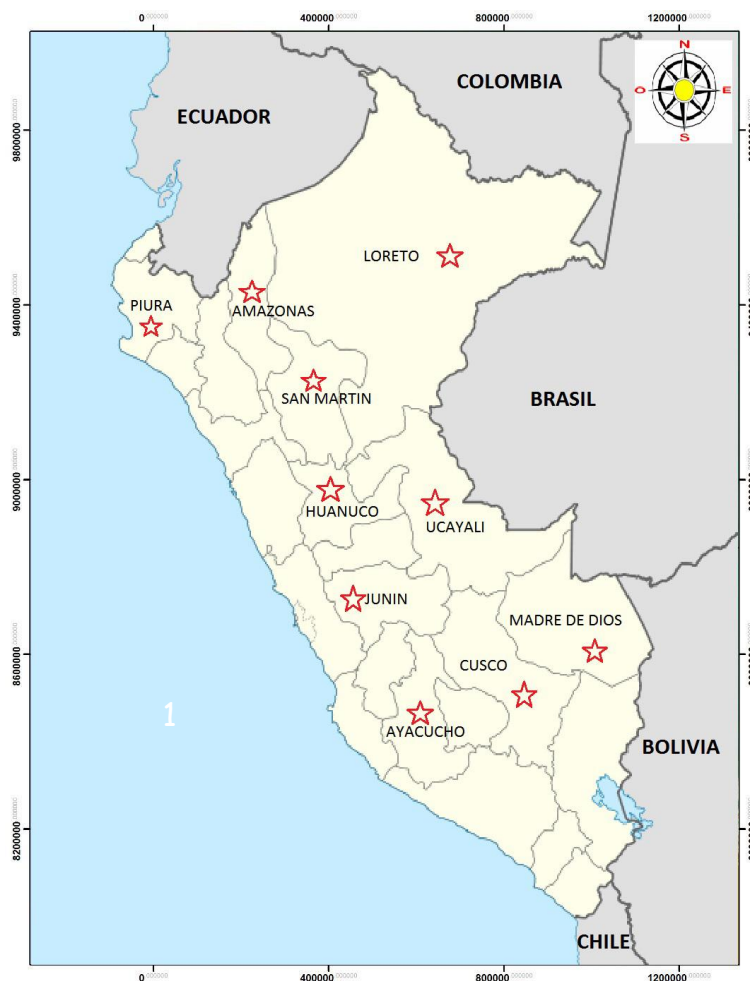 0 400000 800000 1200000
N
COLOMBIA
ECUADOR
O E
S
9800000
LORETO
PIURA
AMAZONAS
9400000
SAN MARTIN
BRASIL
9000000
HUANUCO
UCAYALI
JUNIN
MADRE DE DIOS
8600000
CUSCO
1
AYACUCHO
BOLIVIA
8200000
CHILE
0 400000 800000 1200000